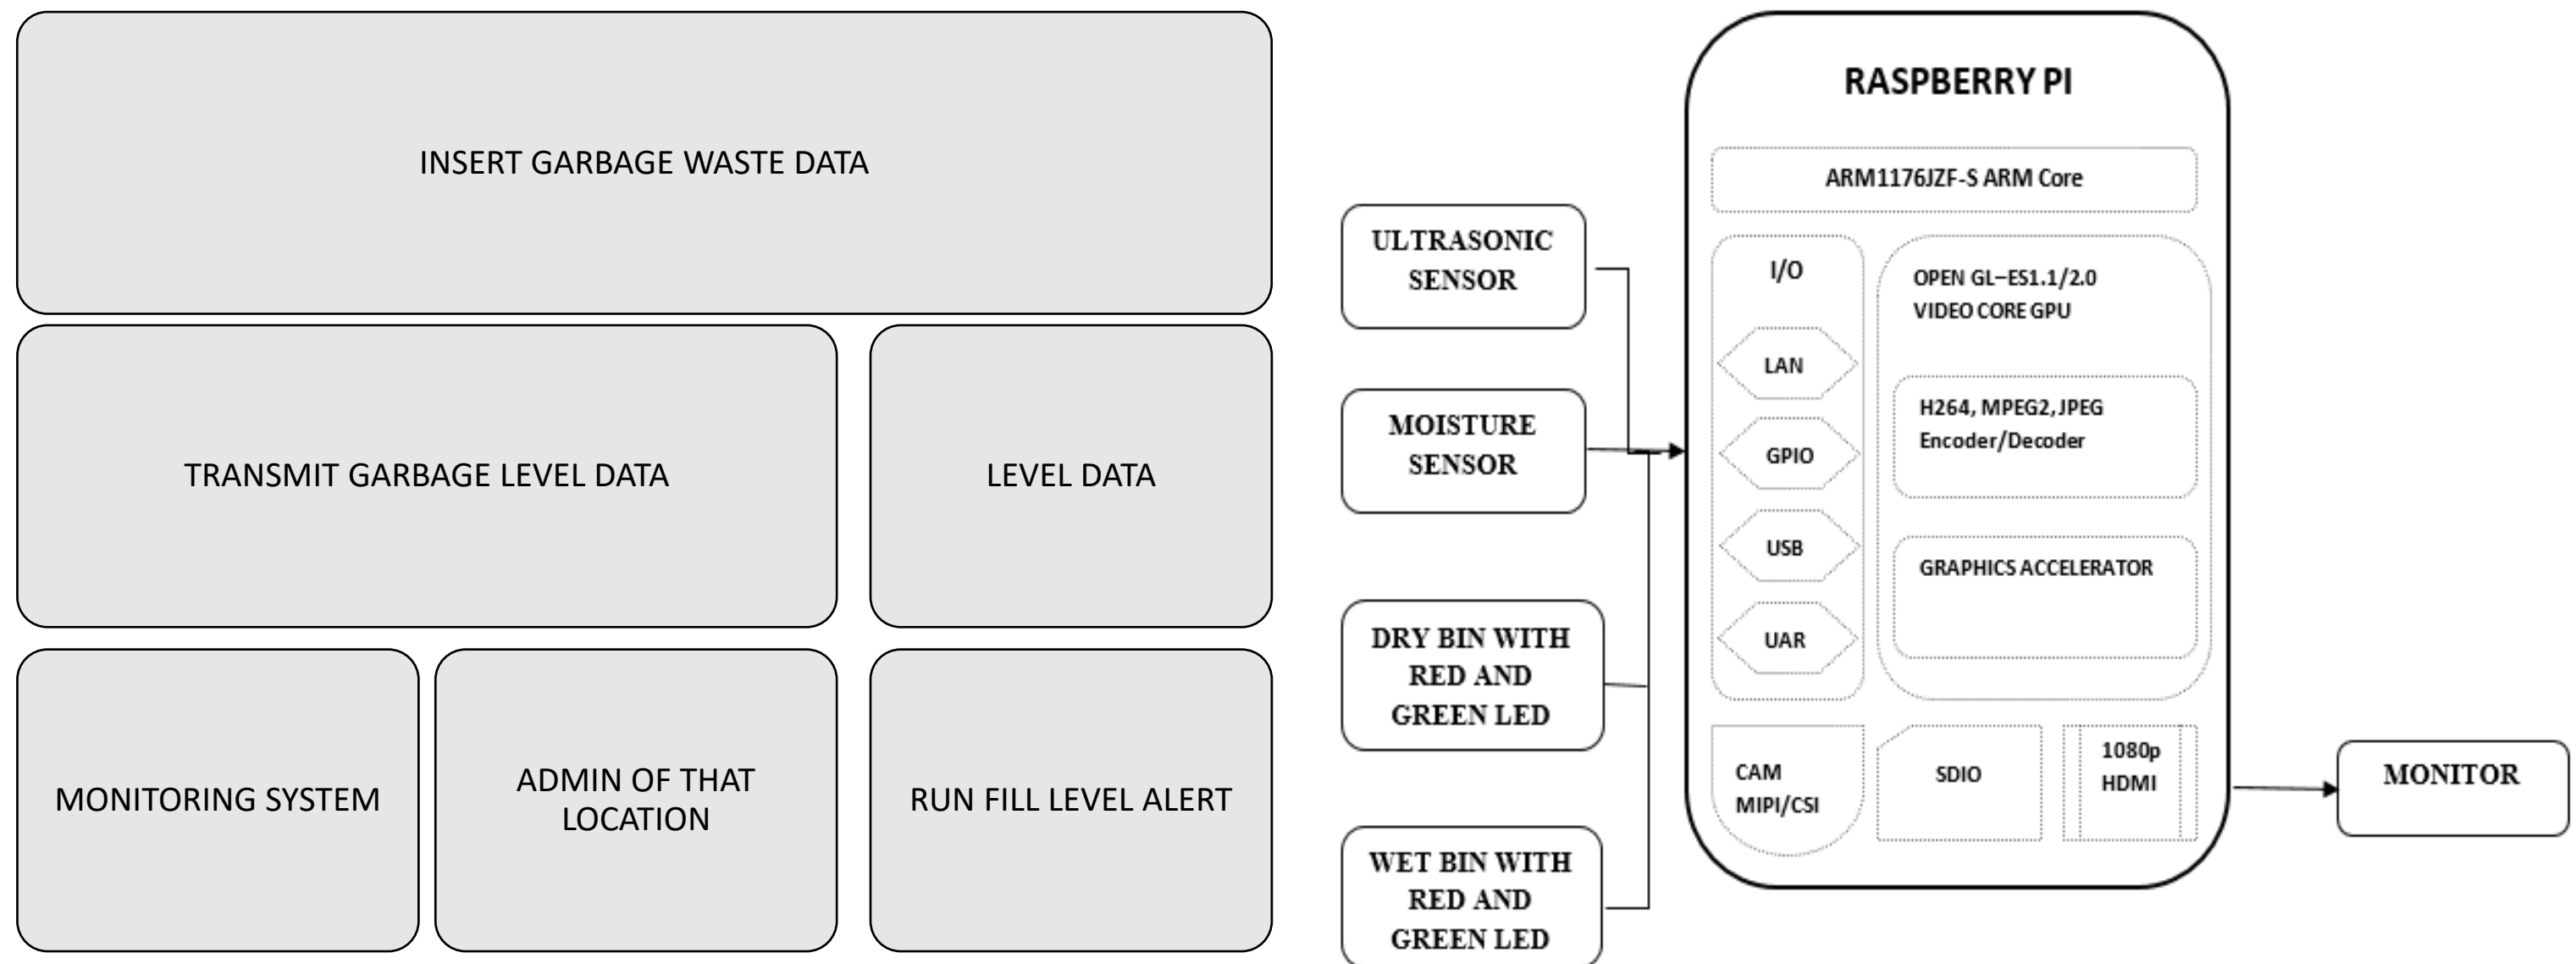 INSERT GARBAGE WASTE DATA
TRANSMIT GARBAGE LEVEL DATA
LEVEL DATA
MONITORING SYSTEM
ADMIN OF THAT
LOCATION
RUN FILL LEVEL ALERT
ULTRASONIC
SENSOR
MOISTURE
SENSOR
DRY BIN WITH
RED AND
GREEN LED
WET BIN WITH
RED AND
GREEN LED
RASPBERRY PI
ARM1176JZF-S ARM Core
I/O
LAN
GPIO
USB
UAR
OPEN GL–ES1.1/2.0
VIDEO CORE GPU
H264, MPEG2, JPEG
Encoder/Decoder
GRAPHICS ACCELERATOR
CAM
MIPI/CSI
SDIO
1080p
HDMI
MONITOR